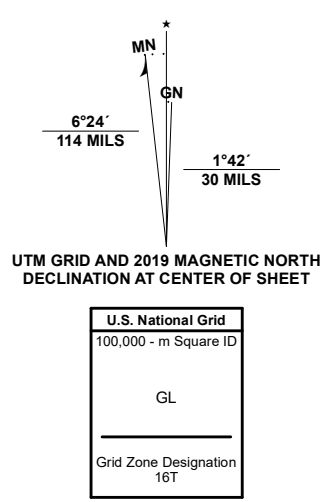 MN
GN
6°24´
114 MILS
1°42´
30 MILS
UTM GRID AND 2019 MAGNETIC NORTH
DECLINATION AT CENTER OF SHEET
U.S. National Grid
100,000 - m Square ID
GL
Grid Zone Designation
16T